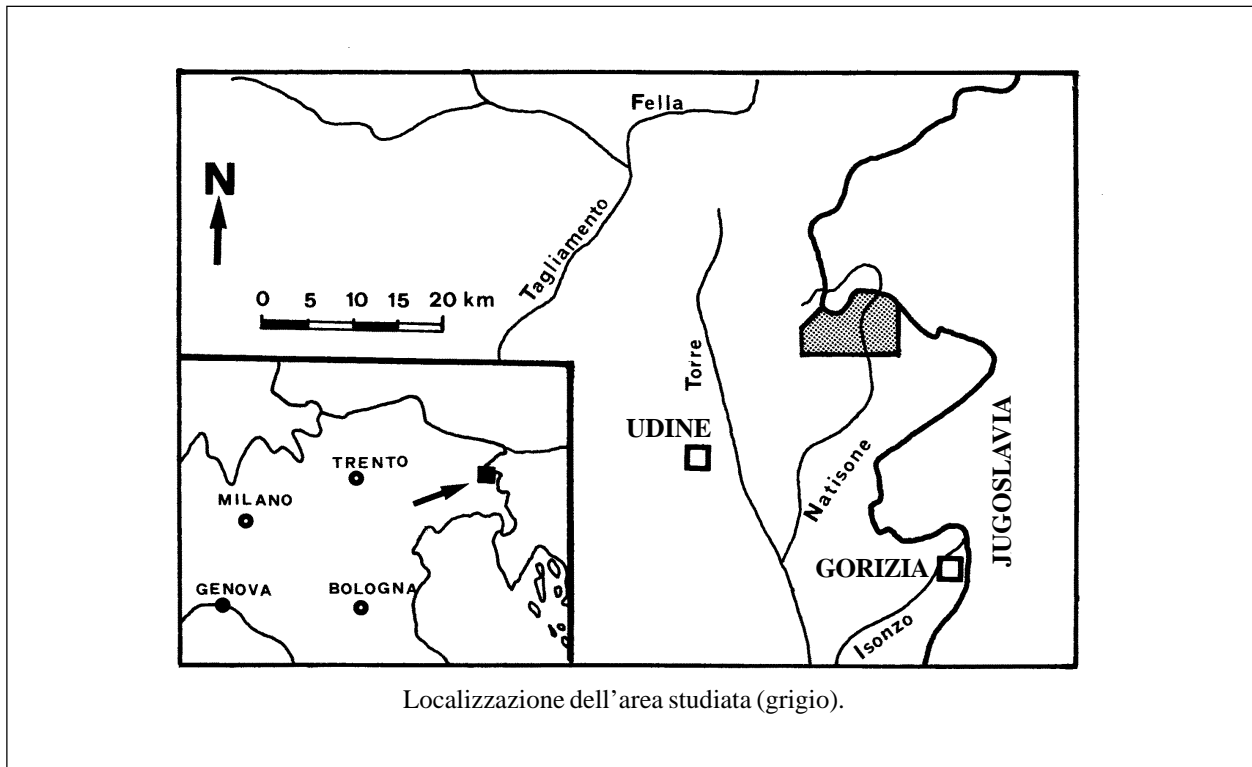 Fella
N
Tagliamento
0 5 10 15 20 km
Torre
UDINE
Natisone
JUGOSLAVIA
GORIZIA
Isonzo
TRENTO
MILANO
GENOVA
BOLOGNA
Localizzazione dell'area studiata (grigio).